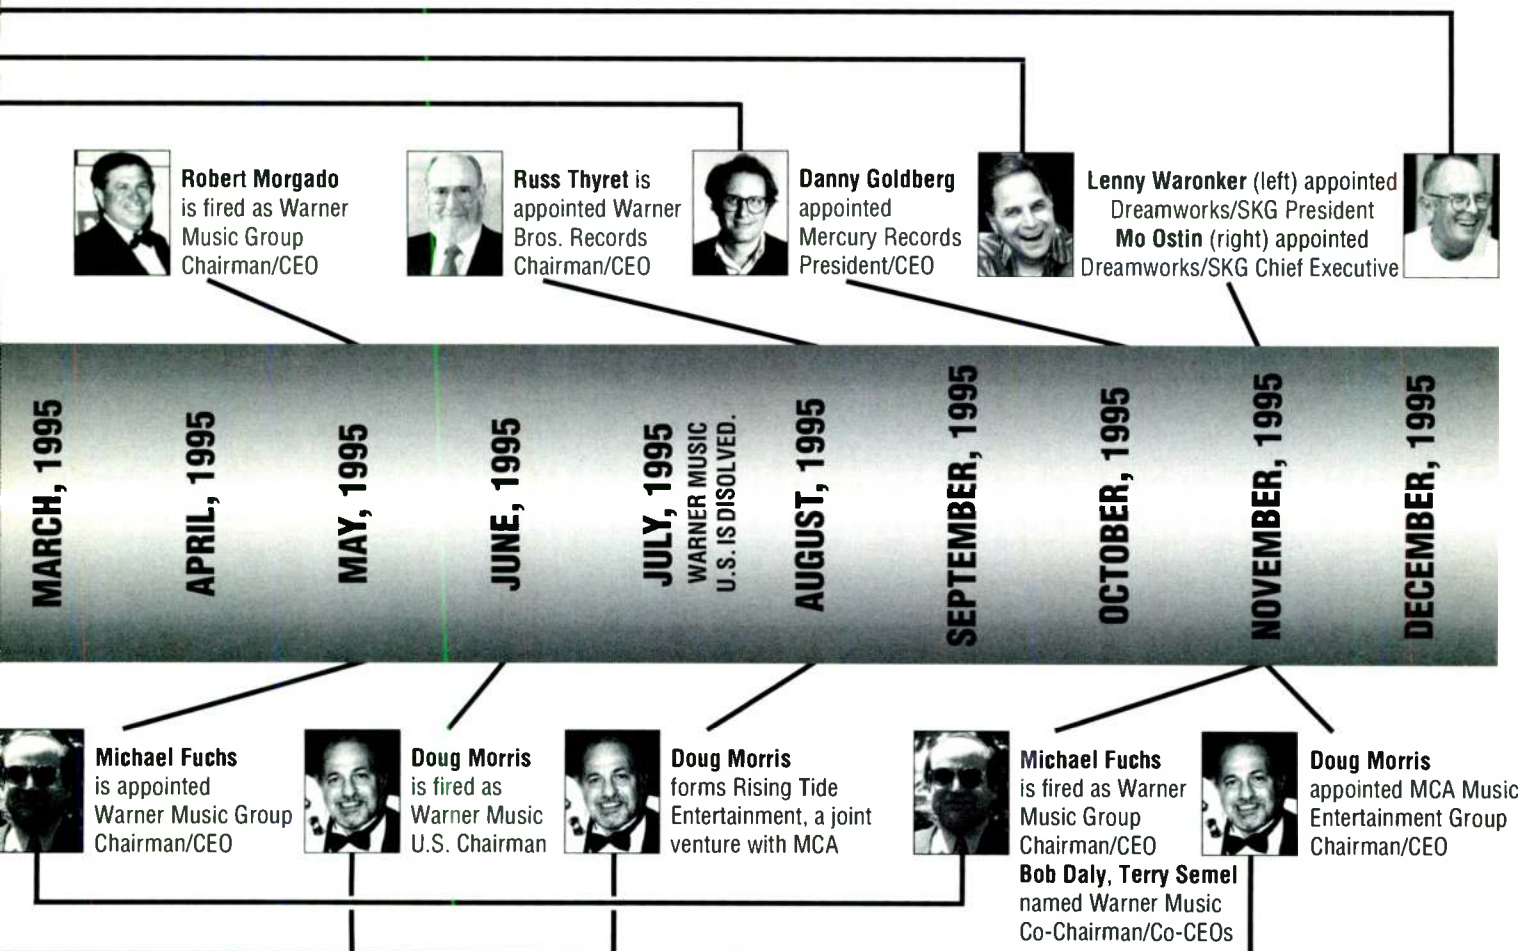 Robert Morgado
is fired as Warner
Music Group
Chairman/CEO
Russ Thyret is
appointed Warner
Bros. Records
Chairman/CEO
Danny Goldberg
appointed
Mercury Records
President/CEO
Lenny Waronker (left) appointed
Dreamworks/SKG President
Mo Ostin (right) appointed
Dreamworks/SKG Chief Executive
MARCH, 1995
APRIL, 1995
MAY, 1995
JUNE, 1995
JULY, 1995
WARNER MUSIC
U.S. IS DISOLVED.
AUGUST, 1995
SEPTEMBER, 1995
OCTOBER, 1995
NOVEMBER, 1995
DECEMBER, 1995
Michael Fuchs
is appointed
Warner Music Group
Chairman/CEO
Doug Morris
is fired as
Warner Music
U.S. Chairman
Doug Morris
forms Rising Tide
Entertainment, a joint
venture with MCA
Michael Fuchs
is fired as Warner
Music Group
Chairman/CEO
Bob Daly, Terry Semel
named Warner Music
Co-Chairman/Co-CEOs
Doug Morris
appointed MCA Music
Entertainment Group
Chairman/CEO